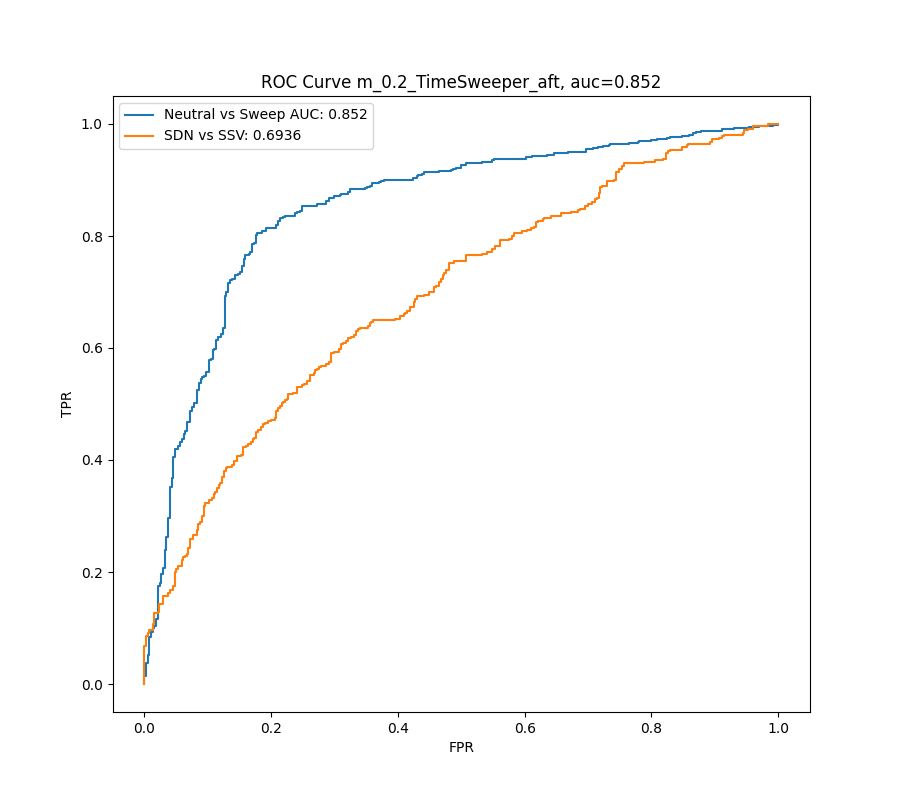 ROC Curve m_0.2_TimeSweeper_aft, auc=0.852
Neutral vs Sweep AUC: 0.852
SDN vs SSV: 0.6936
1.0
0.8
0.6
0.4
0.2
0.0
TPR
0.0 0.2 0.4 0.6 0.8 1.0
FPR